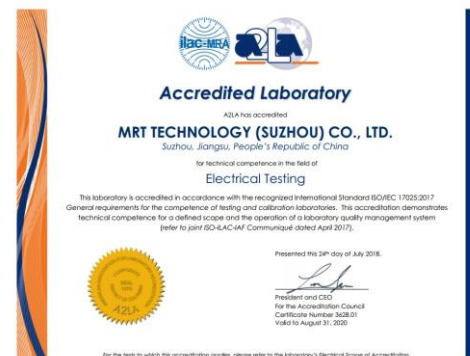 ilac-MRA
A2LA
Accredited Laboratory
A2LA has accredited
MRT TECHNOLOGY (SUZHOU) CO., LTD.
Suzhou, Jiangsu, People's Republic of China
for technical competence in the field of
Electrical Testing
This laboratory is accredited in accordance with the recognized International Standard ISO/IEC 17025:2017
General requirements for the competence of testing and calibration laboratories. This accreditation demonstrates
technical competence for a defined scope and the operation of a laboratory quality management system
(refer to joint ISO-ILAC-IAF Communiqué dated April 2017).
Presented this 24th day of July 2018.
President and CEO
For the Accreditation Council
Certificate Number 3628.01
Valid to August 31, 2020
SEAL
A2LA
For the tests to which this accreditation applies, please refer to the laboratory's Electrical Scope of Accreditation.